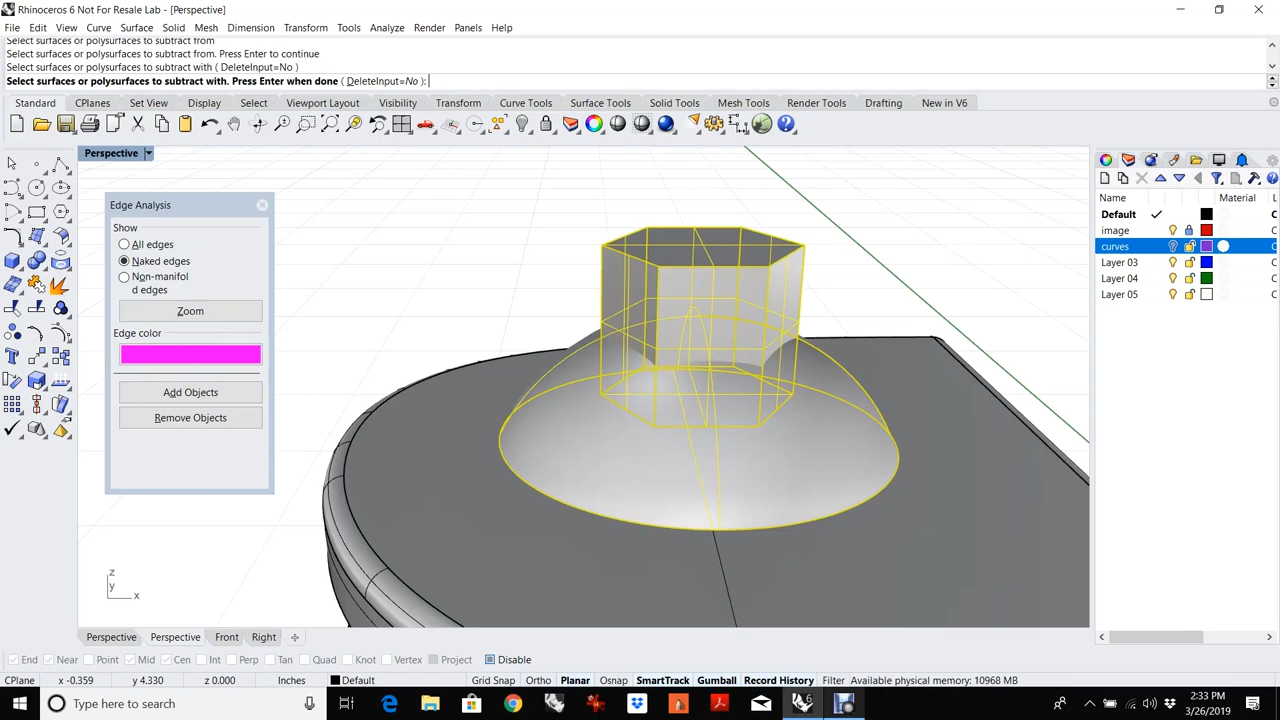 Rhinoceros 6 Not For Resale Lab - [Perspective]
File Edit View Curve Surface Solid Mesh Dimension Transform Tools Analyze Render Panels Help
Select surfaces or polysurfaces to subtract from
Select surfaces or polysurfaces to subtract from. Press Enter to continue
Select surfaces or polysurfaces to subtract with ( DeleteInput=No )
Select surfaces or polysurfaces to subtract with. Press Enter when done ( DeleteInput=No ):
Standard CPlanes Set View Display Select Viewport Layout Visibility Transform Curve Tools Surface Tools Solid Tools Mesh Tools Render Tools Drafting New in V6
Perspective
Edge Analysis
Show
All edges
Naked edges
Non-manifol
d edges
Zoom
Edge color
Add Objects
Remove Objects
Name Material L
Default C
image C
curves C
Layer 03 C
Layer 04 C
Layer 05 C
z
y
x
Perspective Perspective Front Right
End Near Point Mid Cen Int Perp Tan Quad Knot Vertex Project Disable
CPlane x -0.359 y 4.330 z 0.000 Inches Default Grid Snap Ortho Planar Osnap SmartTrack Gumball Record History Filter Available physical memory: 10968 MB
Type here to search
2:33 PM
3/26/2019